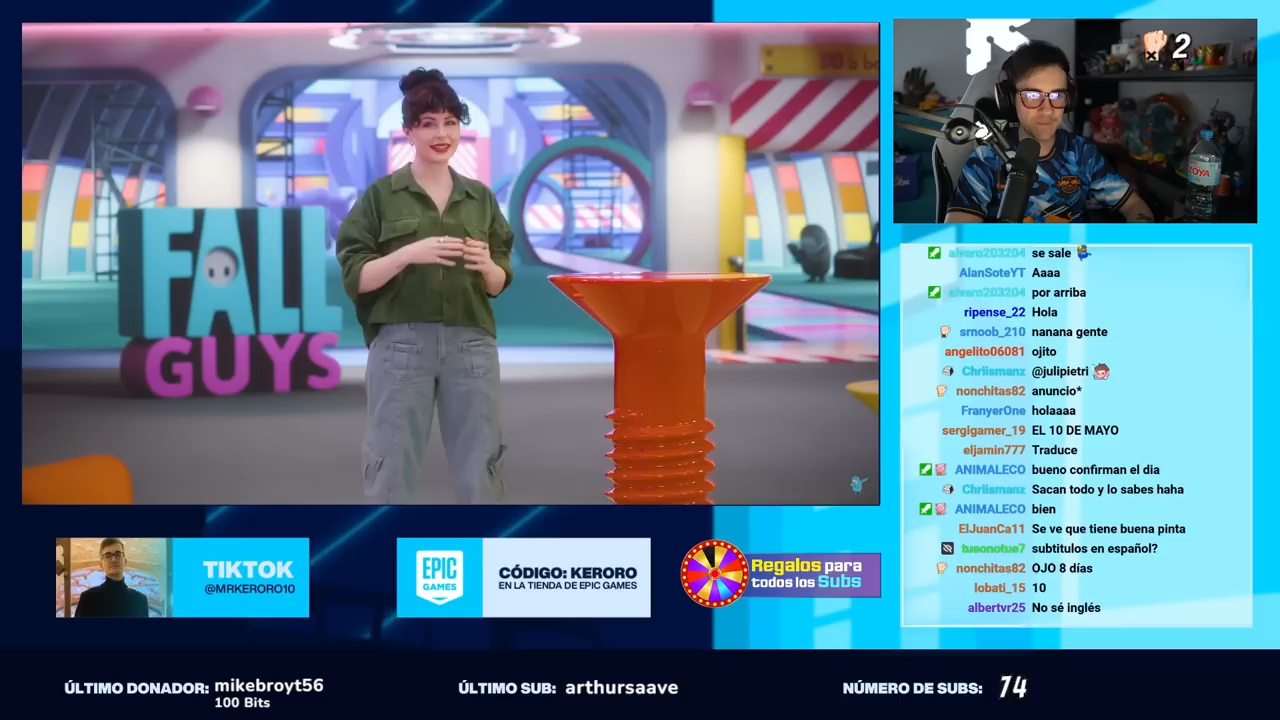 FALL
GUYS
2
alvaro203204 se sale
AlanSoteYT Aaaa
alvaro203204 por arriba
ripense_22 Hola
srnoob_210 nanana gente
angelito06081 ojito
Chriismanz @julipietri
nonchitas82 anuncio*
FranyerOne holaaaa
sergigamer_19 EL 10 DE MAYO
eljamin777 Traduce
ANIMALECO bueno confirman el dia
Chriismanz Sacan todo y lo sabes haha
ANIMALECO bien
ElJuanCa11 Se ve que tiene buena pinta
tueonotue7 subtitulos en español?
nonchitas82 OJO 8 días
lobati_15 10
albertvr25 No sé inglés
TIKTOK
@MRKERORO10
EPIC
GAMES
CÓDIGO: KERORO
EN LA TIENDA DE EPIC GAMES
Regalos para
todos los Subs
ÚLTIMO DONADOR: mikebroyt56
100 Bits
ÚLTIMO SUB: arthursaave
NÚMERO DE SUBS: 74